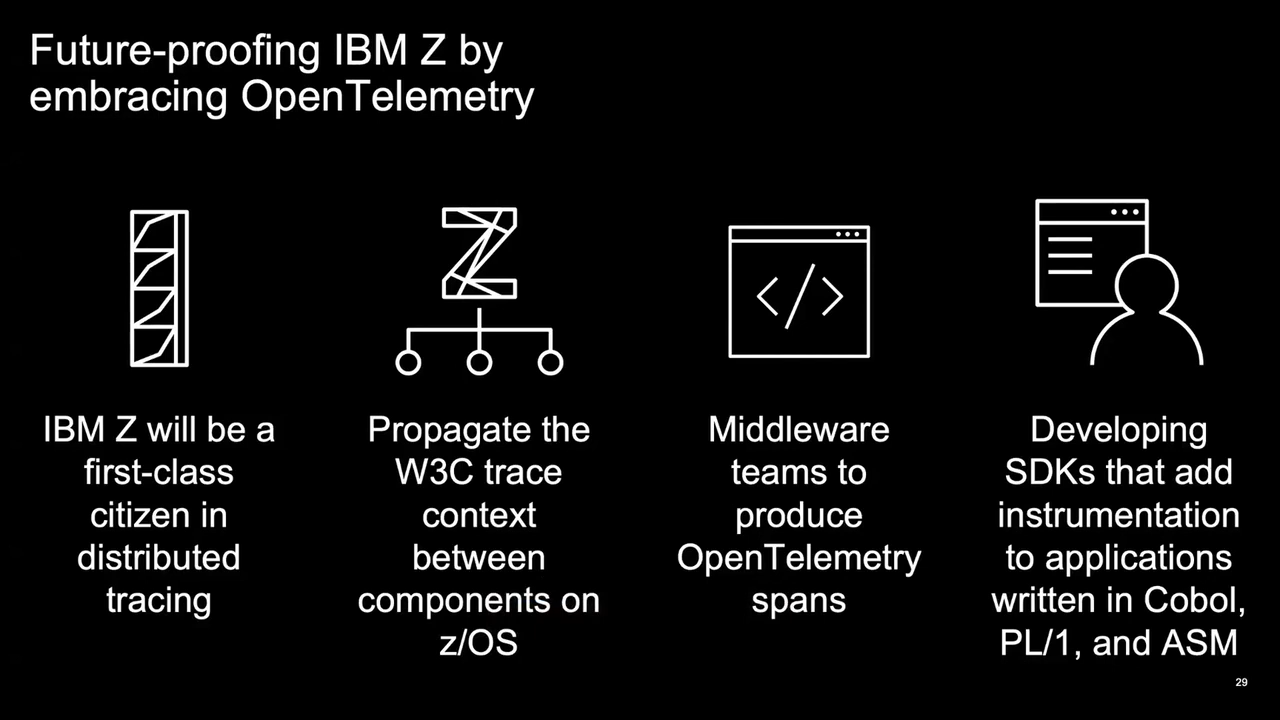 Future-proofing IBM Z by
embracing OpenTelemetry
IBM Z will be a
first-class
citizen in
distributed
tracing
Propagate the
W3C trace
context
between
components on
z/OS
Middleware
teams to
produce
OpenTelemetry
spans
Developing
SDKs that add
instrumentation
to applications
written in Cobol,
PL/1, and ASM
29